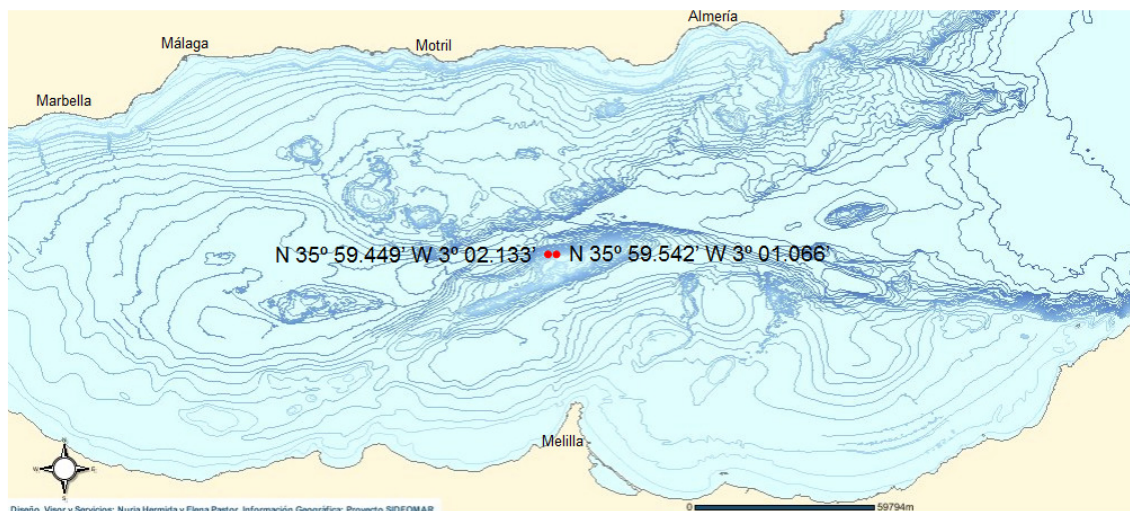 Almería
Málaga
Motril
Marbella
N 35º 59.449’ W 3º 02.133’
N 35º 59.542’ W 3º 01.066’
Melilla
N
W
E
S
0
59794m
Diseño, Visor y Servicios: Nuria Hermida y Elena Pastor. Información Geográfica: Proyecto SIDEOMAR